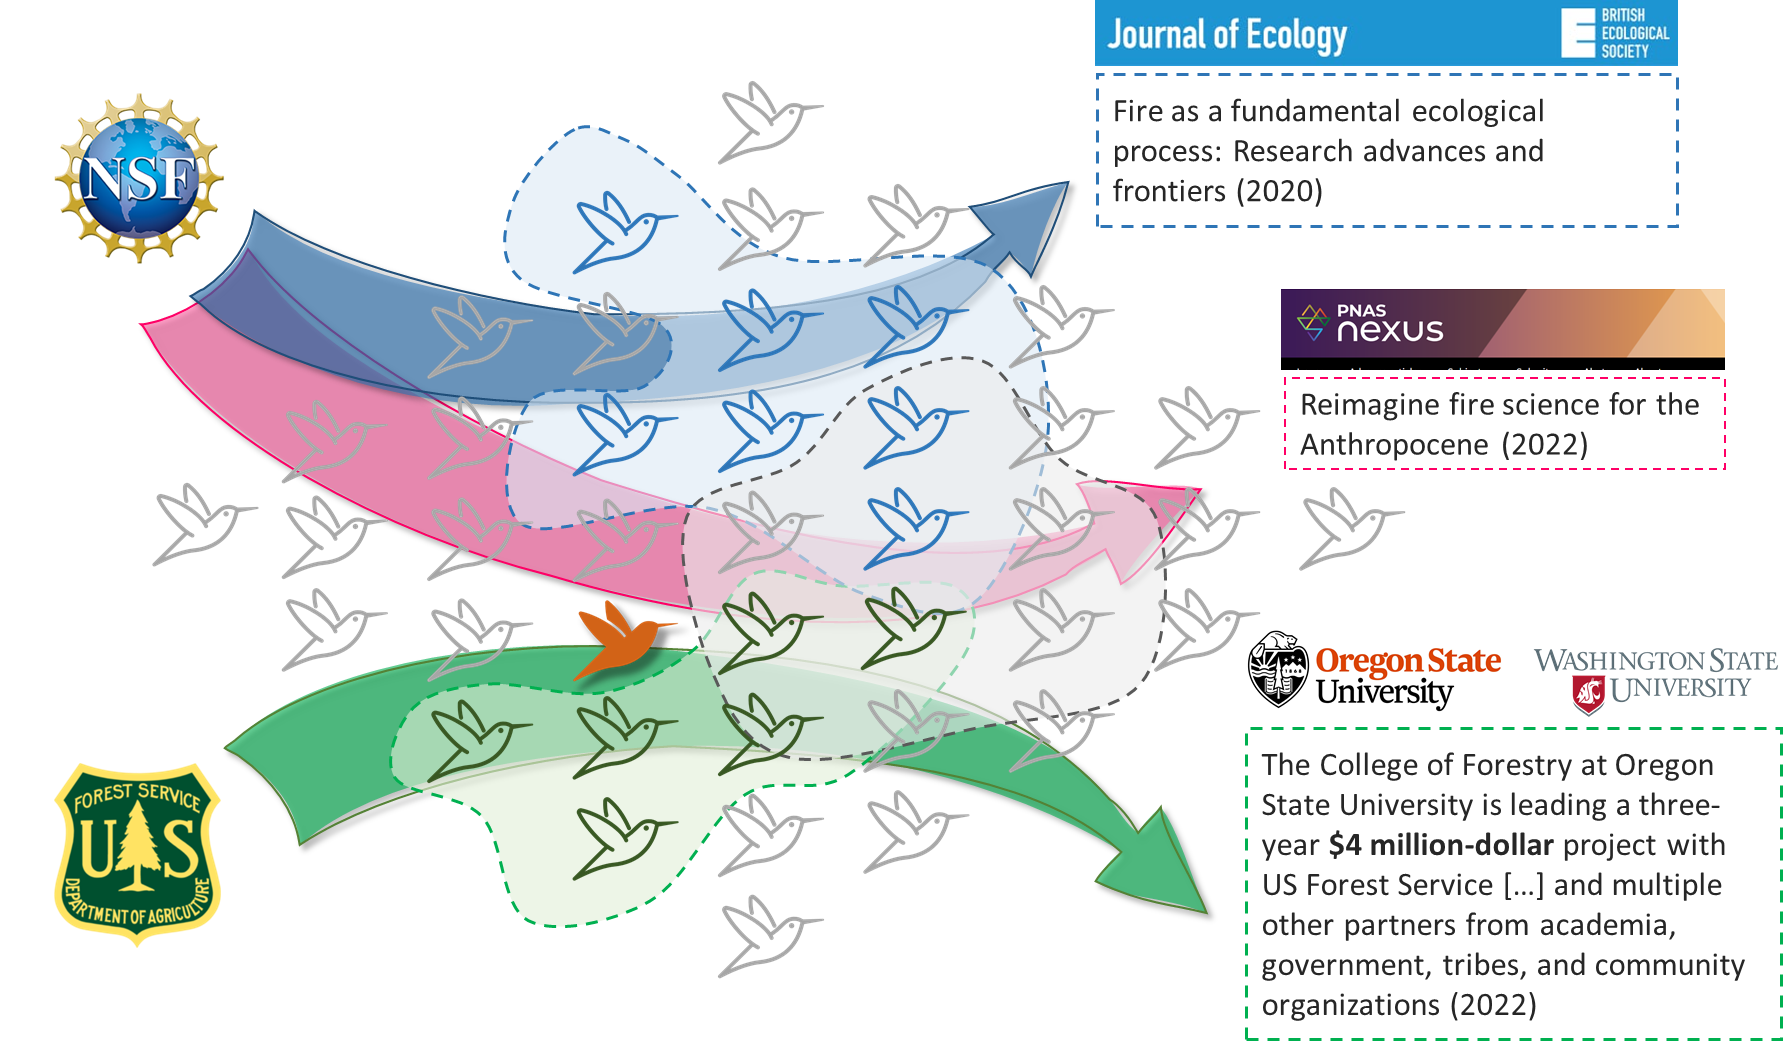 Journal of Ecology
BRITISH
ECOLOGICAL
SOCIETY
Fire as a fundamental ecological
process: Research advances and
frontiers (2020)
NSF
PNAS
nexus
Reimagine fire science for the
Anthropocene (2022)
Oregon State
University
WASHINGTON STATE
UNIVERSITY
FOREST SERVICE
U S
DEPARTMENT OF AGRICULTURE
The College of Forestry at Oregon
State University is leading a three-
year $4 million-dollar project with
US Forest Service [...] and multiple
other partners from academia,
government, tribes, and community
organizations (2022)